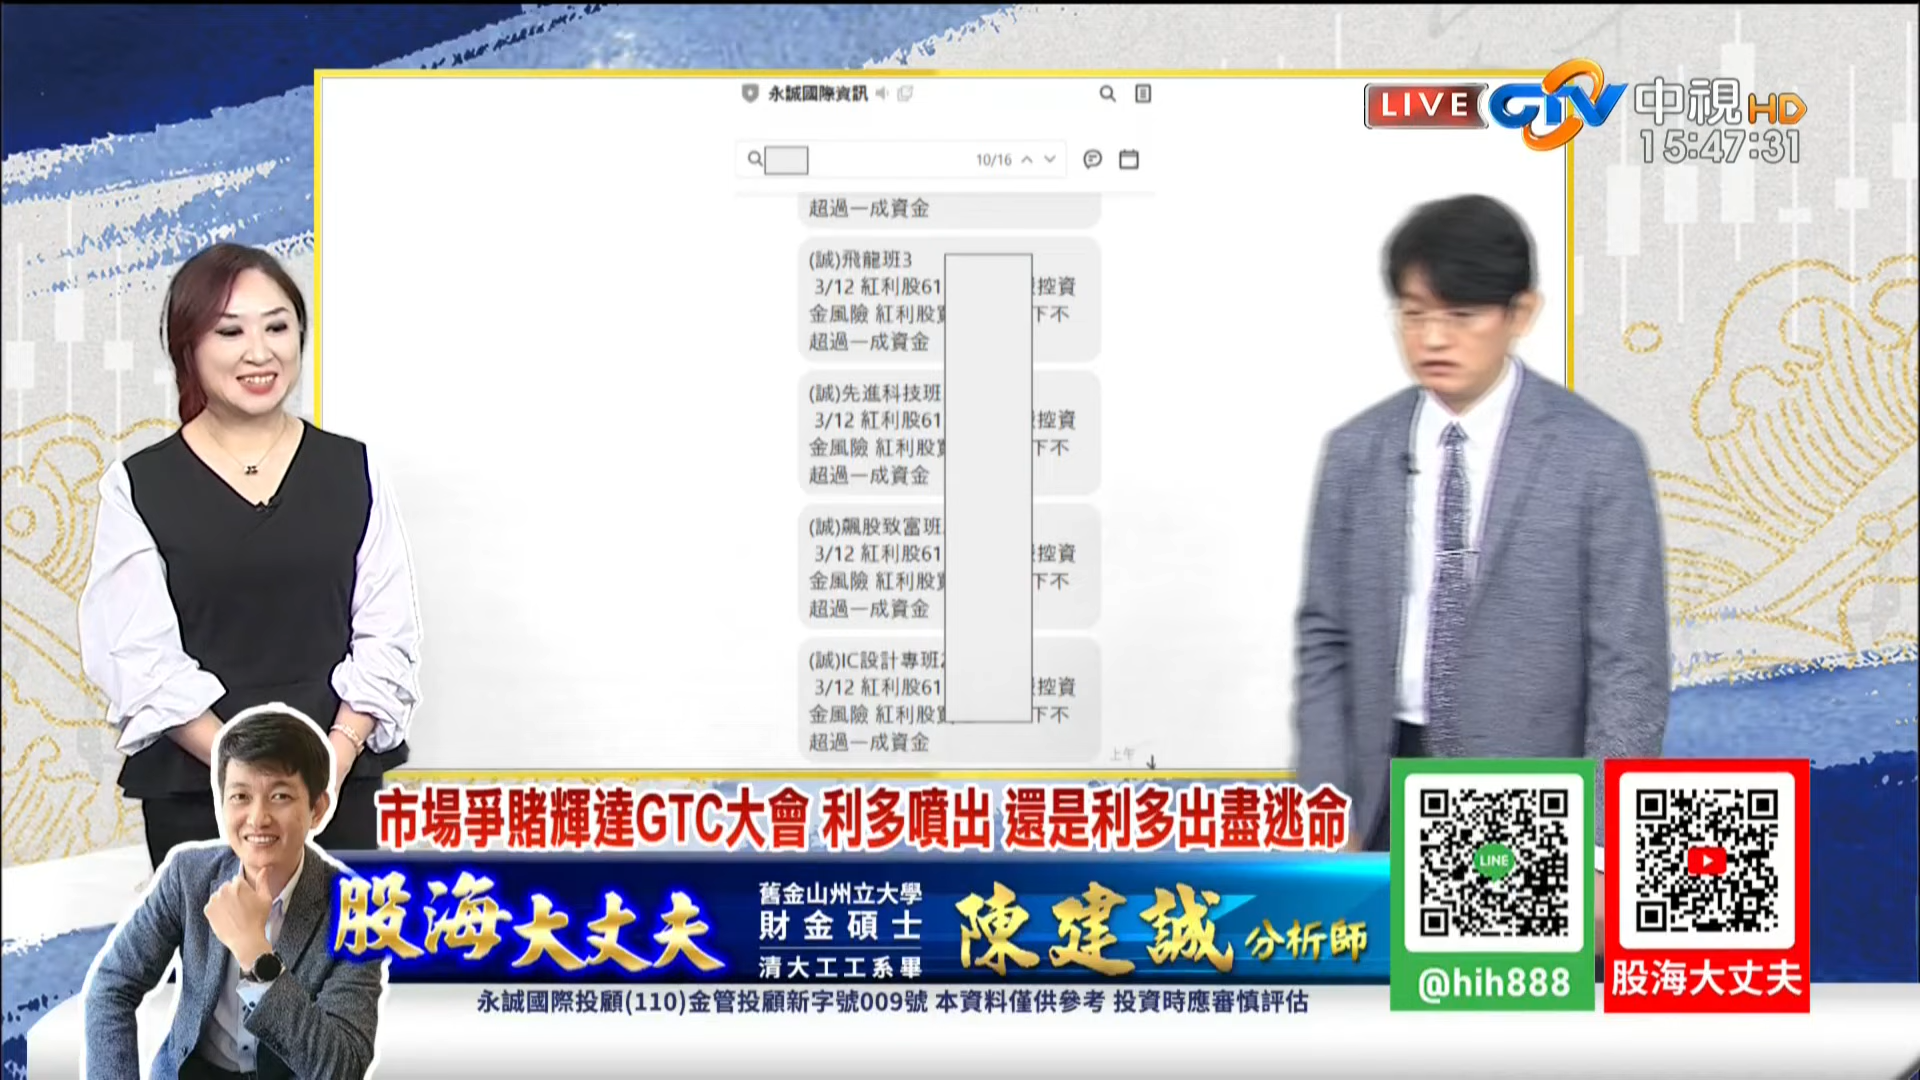 永誠國際資訊
10/16
超過一成資金
(誠)飛龍班3
3/12 紅利股61 控資
金風險 紅利股 下不
超過一成資金
(誠)先進科技班
3/12 紅利股61 控資
金風險 紅利股 下不
超過一成資金
(誠)飆股致富班
3/12 紅利股61 控資
金風險 紅利股 下不
超過一成資金
(誠)IC設計專班2
3/12 紅利股61 控資
金風險 紅利股 下不
超過一成資金
上午
LIVE CTV 中視HD
15:47:31
市場爭賭輝達GTC大會 利多噴出 還是利多出盡逃命
股海大丈夫
舊金山州立大學
財金碩士
清大工工系畢
陳建誠 分析師
永誠國際投顧(110)金管投顧新字號009號 本資料僅供參考 投資時應審慎評估
LINE
@hih888
股海大丈夫